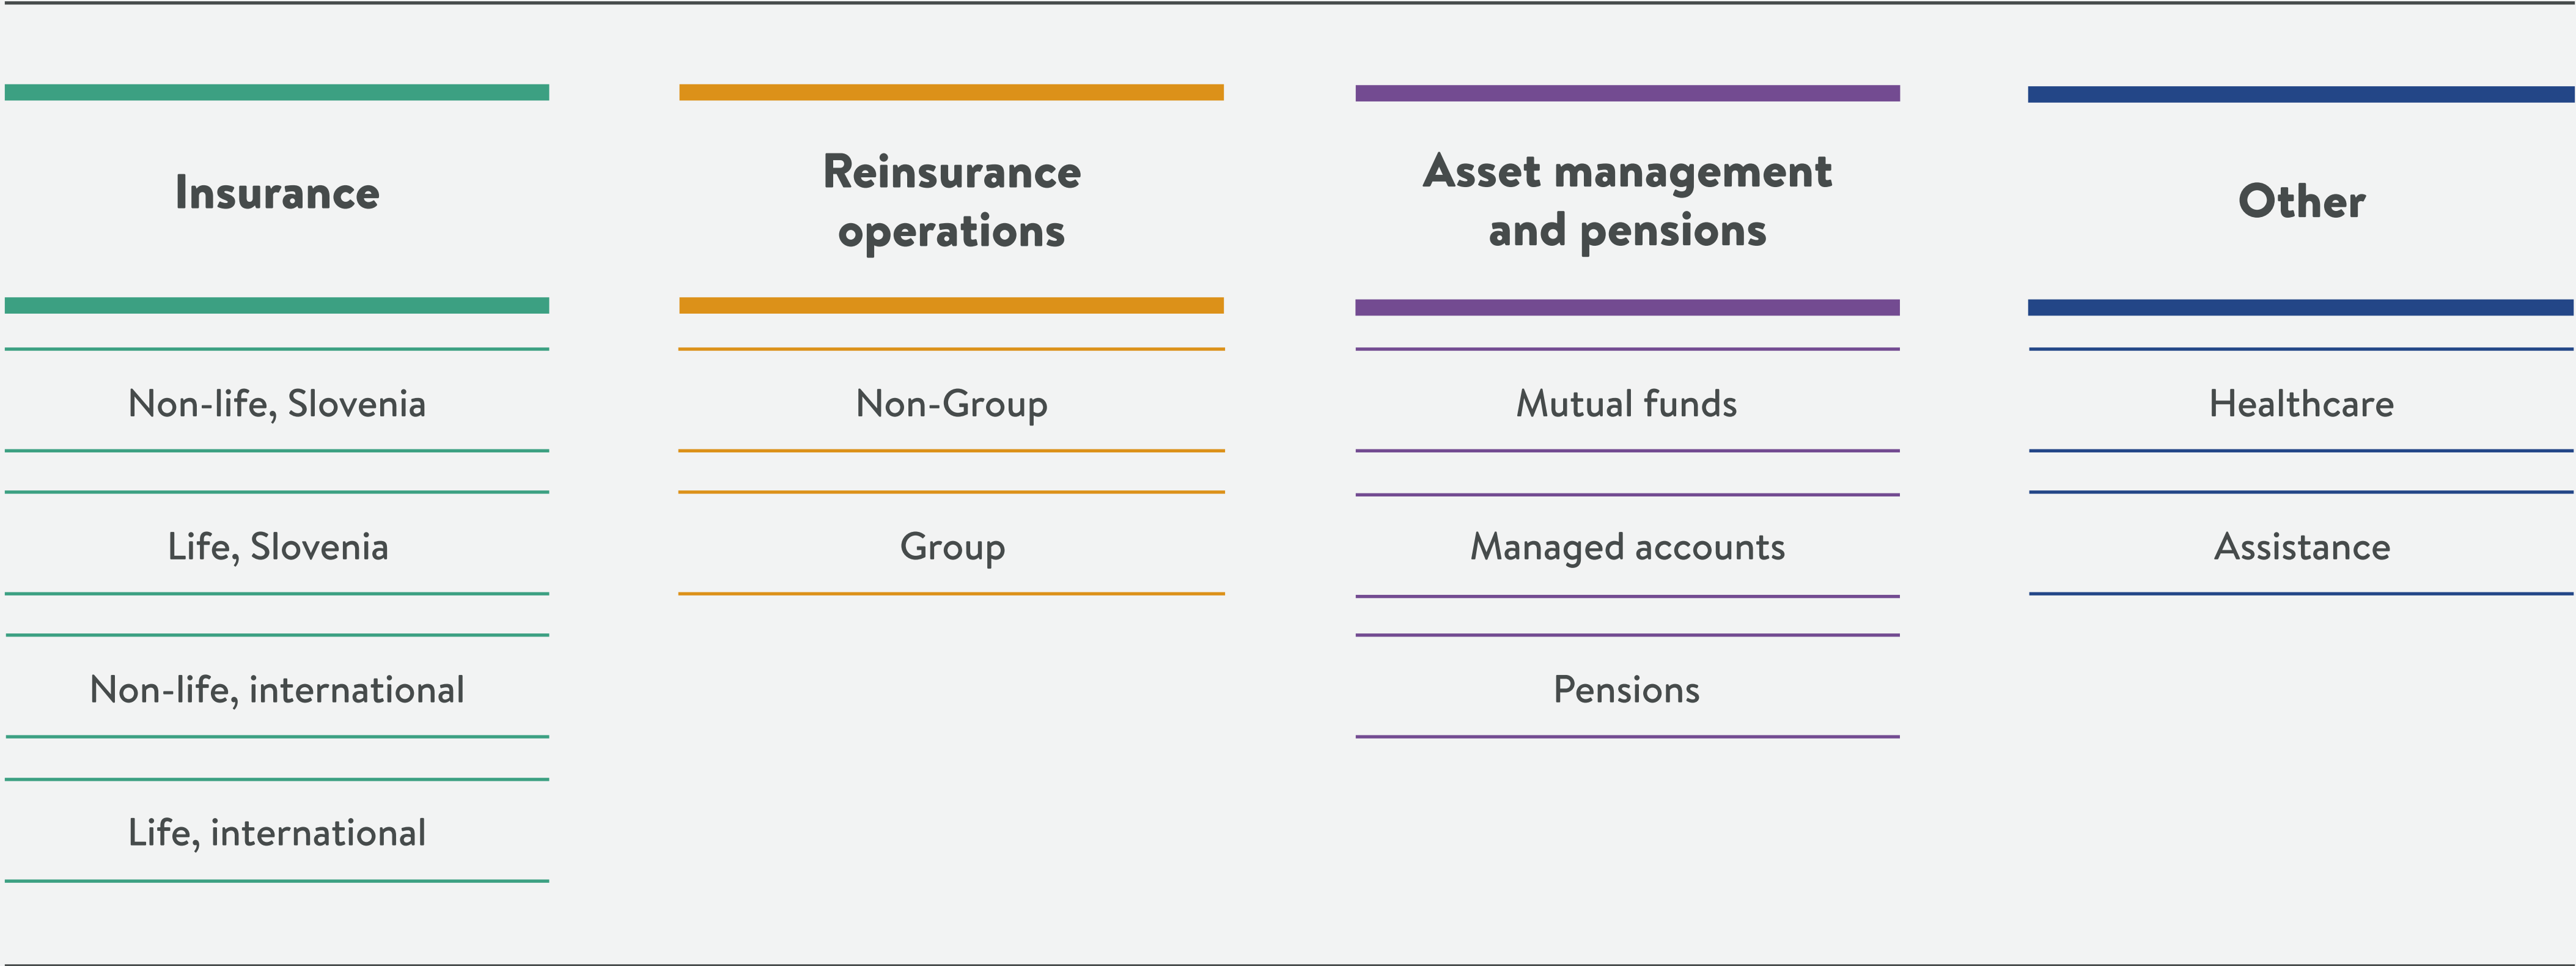 Insurance
Non-life, Slovenia
Life, Slovenia
Non-life, international
Life, international
Reinsurance
operations
Non-Group
Group
Asset management
and pensions
Mutual funds
Managed accounts
Pensions
Other
Healthcare
Assistance